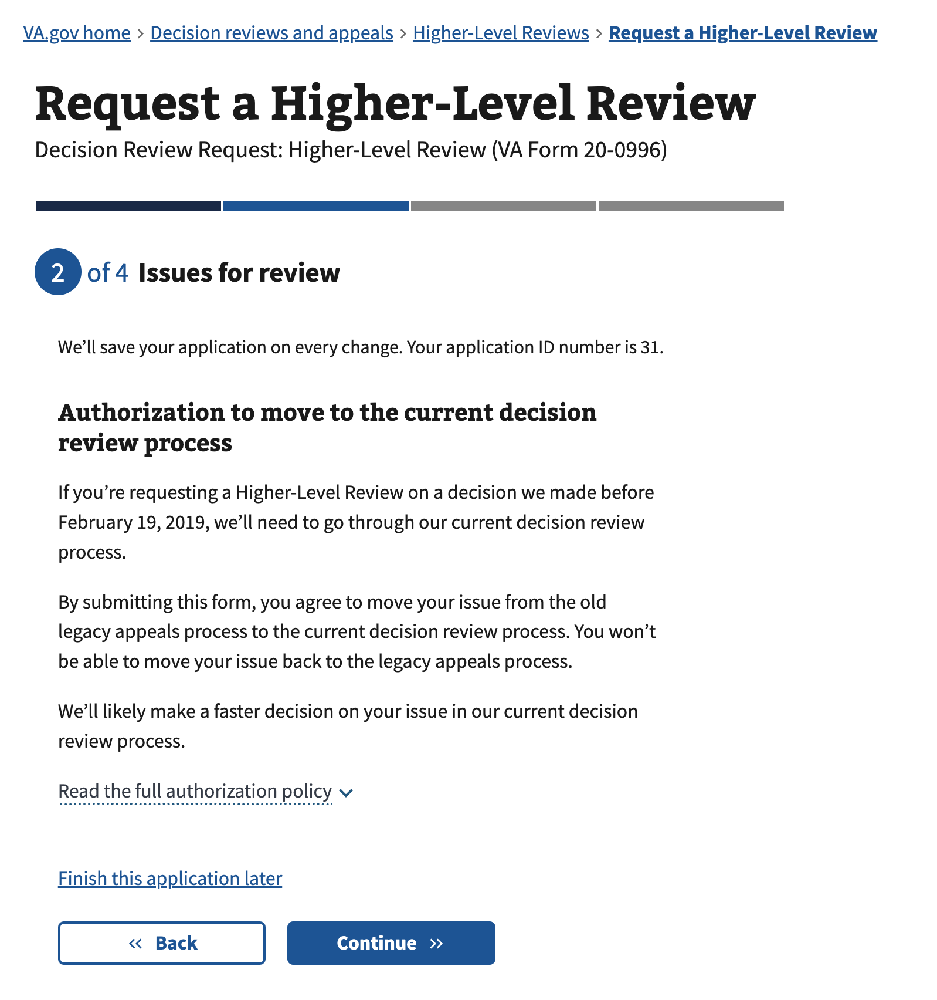 VA.gov home > Decision reviews and appeals > Higher-Level Reviews > Request a Higher-Level Review
Request a Higher-Level Review
Decision Review Request: Higher-Level Review (VA Form 20-0996)
2 of 4 Issues for review
We’ll save your application on every change. Your application ID number is 31.
Authorization to move to the current decision
review process
If you’re requesting a Higher-Level Review on a decision we made before
February 19, 2019, we’ll need to go through our current decision review
process.
By submitting this form, you agree to move your issue from the old
legacy appeals process to the current decision review process. You won’t
be able to move your issue back to the legacy appeals process.
We’ll likely make a faster decision on your issue in our current decision
review process.
Read the full authorization policy
Finish this application later
« Back
Continue »